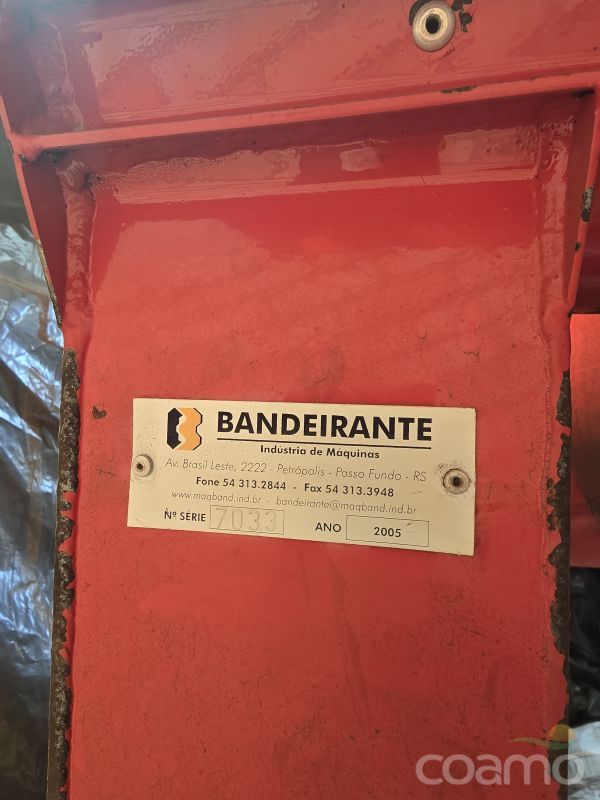 BANDEIRANTE
Indústria de Máquinas
Av. Brasil Leste, 2222 - Petrópolis - Passo Fundo - RS
Fone 54 313.2844 - Fax 54 313.3948
www.maqband.ind.br - bandeirante@maqband.ind.br
Nº SÉRIE 7033 ANO 2005
coamo